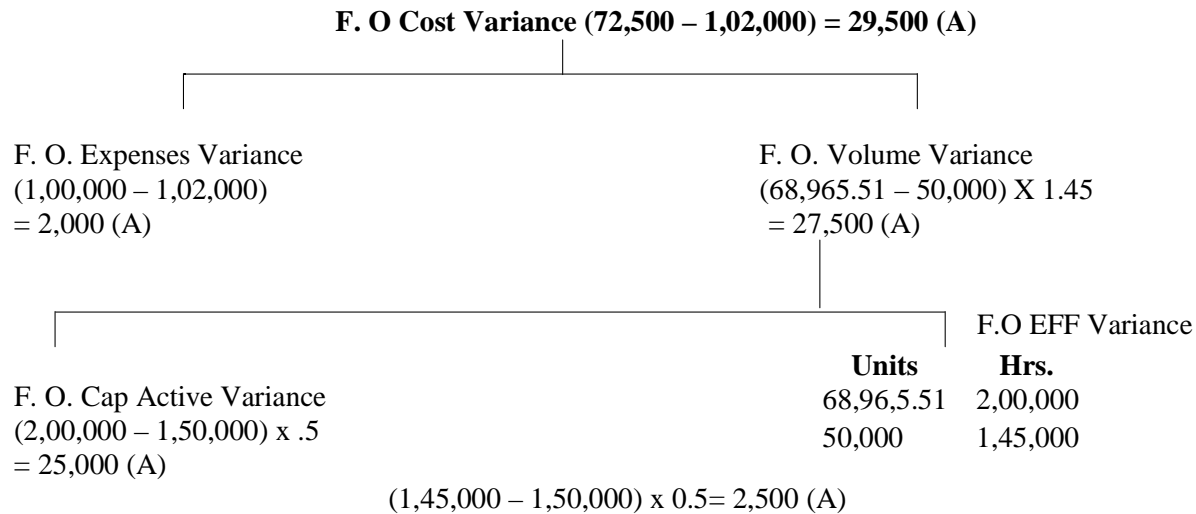 F. O Cost Variance (72,500 – 1,02,000) = 29,500 (A)
F. O. Expenses Variance
(1,00,000 – 1,02,000)
= 2,000 (A)
F. O. Volume Variance
(68,965.51 – 50,000) X 1.45
= 27,500 (A)
F. O. Cap Active Variance
(2,00,000 – 1,50,000) x .5
= 25,000 (A)
F.O EFF Variance
Units Hrs.
68,96,5.51 2,00,000
50,000 1,45,000
(1,45,000 – 1,50,000) x 0.5= 2,500 (A)